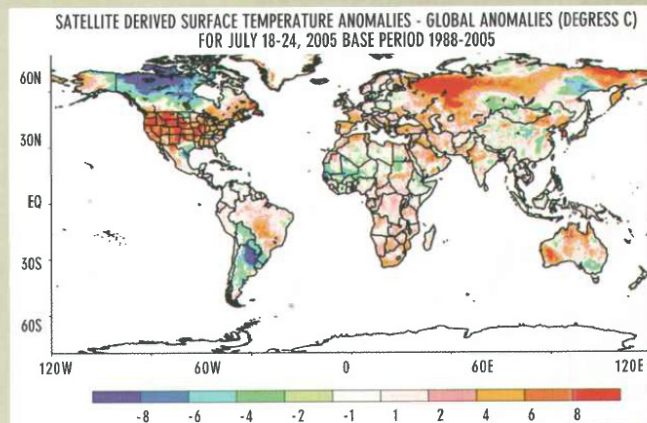 SATELLITE DERIVED SURFACE TEMPERATURE ANOMALIES - GLOBAL ANOMALIES (DEGRESS C)
FOR JULY 18-24, 2005 BASE PERIOD 1988-2005
60N
30N
EQ
30S
60S
120W 60W 0 60E 120E
-8 -6 -4 -2 -1 1 2 4 6 8